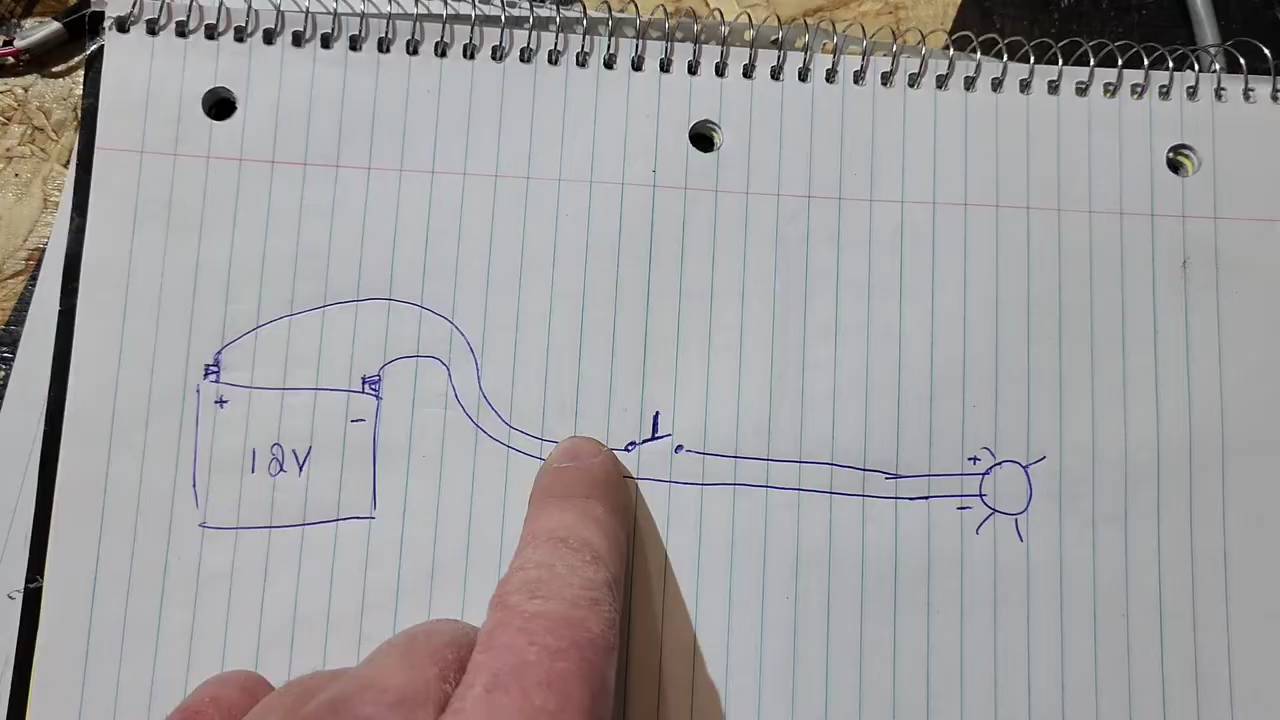 + -
12V
+
-